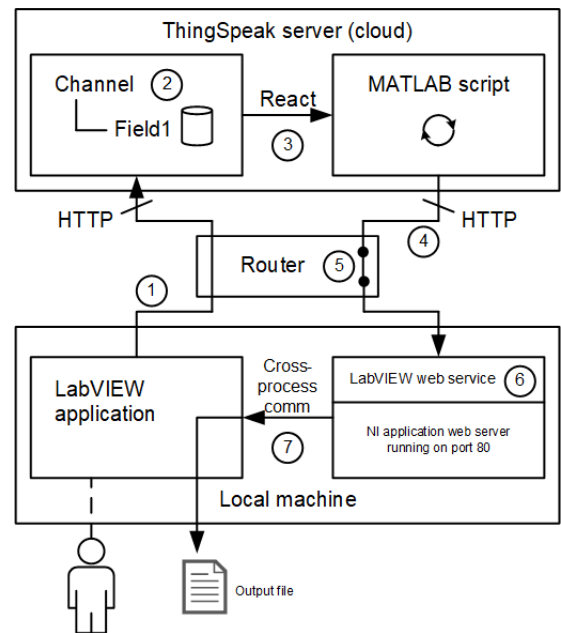 ThingSpeak server (cloud)
Channel
2
Field1
React
3
MATLAB script
HTTP
HTTP
4
Router
5
1
LabVIEW
application
Cross-
process
comm
7
LabVIEW web service
6
NI application web server
running on port 80
Local machine
Output file